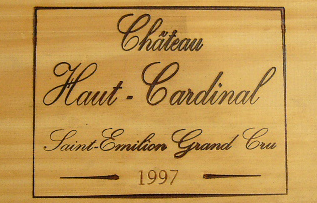 Château
Haut-Cardinal
Saint-Emilion Grand Cru
1997